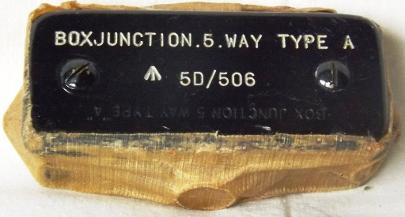 BOXJUNCTION.5.WAY TYPE A
5D/506
"BOX JUNCTION 5 WAY TYPE A"